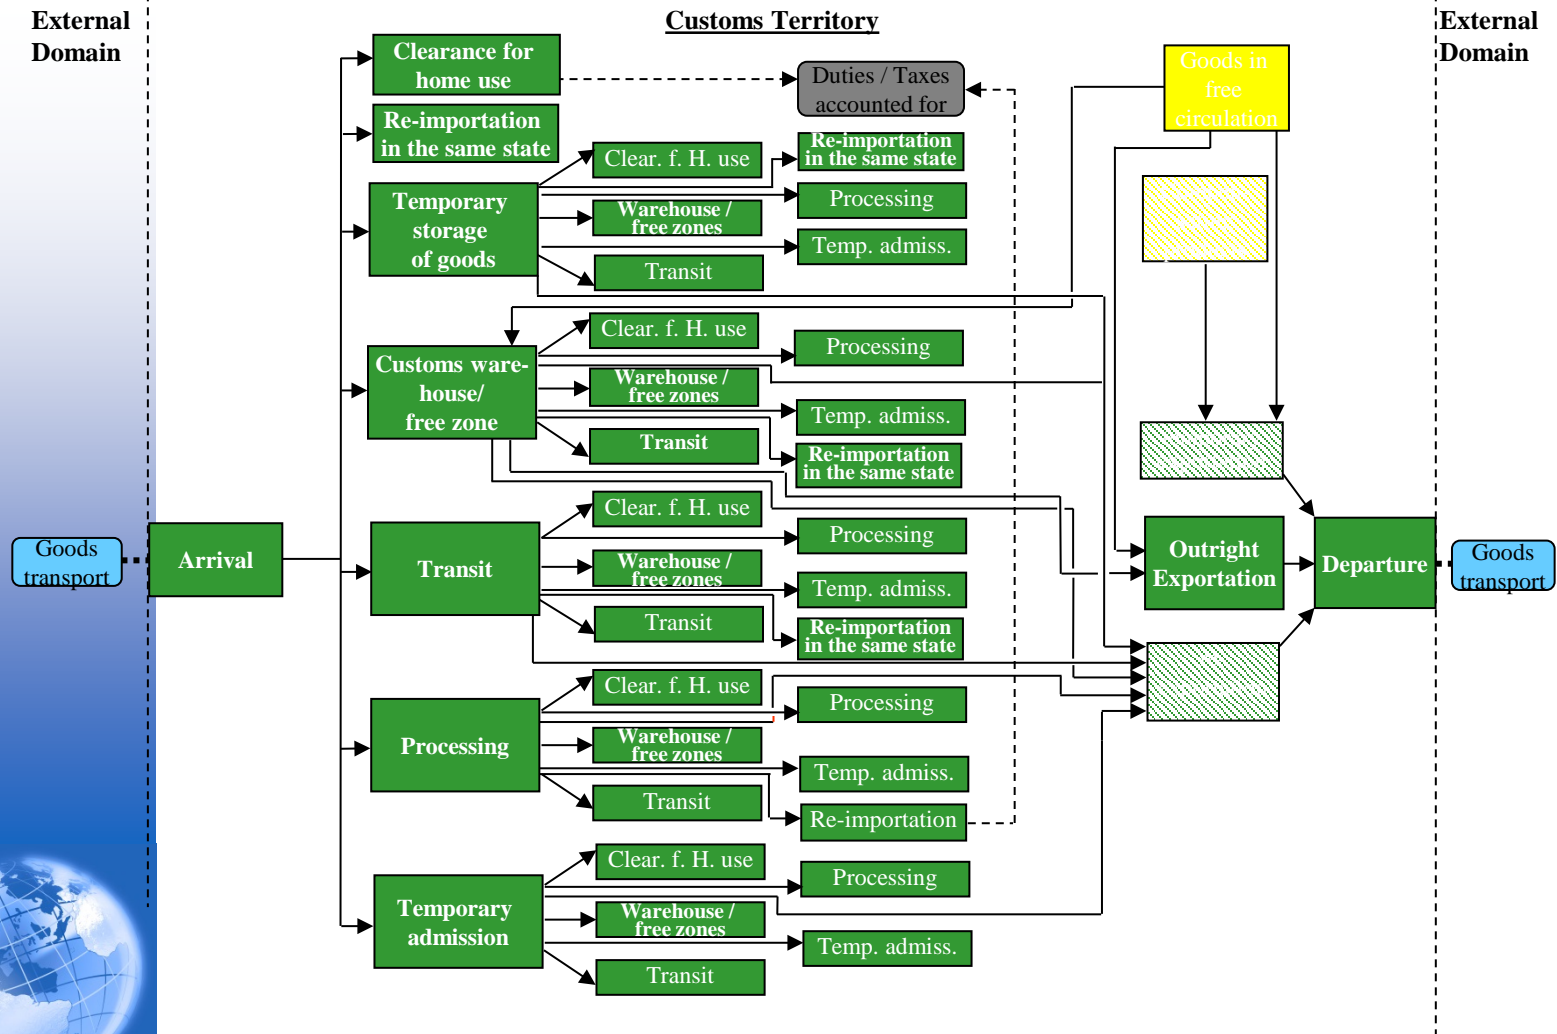 External
Domain
Customs Territory
External
Domain
Clearance for
home use
Duties / Taxes
accounted for
Goods in
free
circulation
Re-importation
in the same state
Clear. f. H. use
Re-importation
in the same state
Temporary
storage
of goods
Processing
Warehouse /
free zones
Temp. admiss.
Transit
Clear. f. H. use
Processing
Customs ware-
house/
free zone
Warehouse /
free zones
Temp. admiss.
Transit
Re-importation
in the same state
Clear. f. H. use
Processing
Goods
transport
Arrival
Transit
Warehouse /
free zones
Temp. admiss.
Transit
Re-importation
in the same state
Outright
Exportation
Departure
Goods
transport
Clear. f. H. use
Processing
Processing
Warehouse /
free zones
Temp. admiss.
Transit
Re-importation
Clear. f. H. use
Processing
Temporary
admission
Warehouse /
free zones
Temp. admiss.
Transit